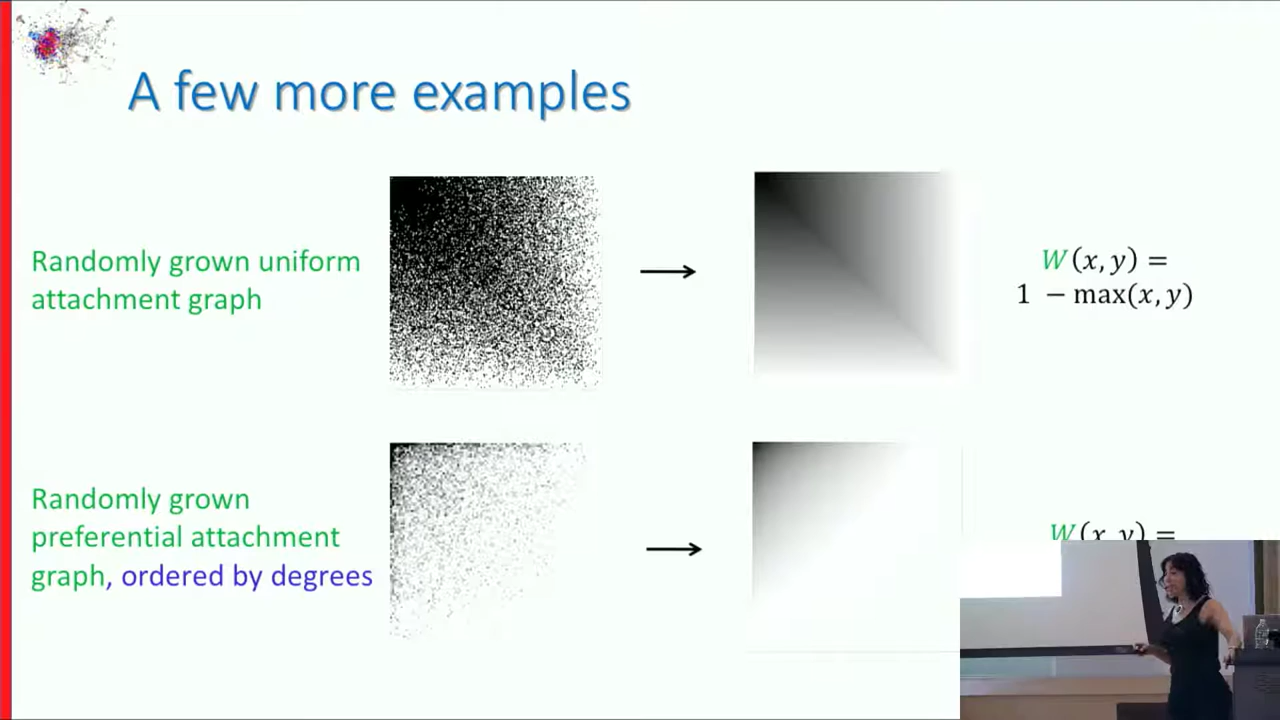 A few more examples
Randomly grown uniform
attachment graph
W(x, y) =
1 − max(x, y)
Randomly grown
preferential attachment
graph, ordered by degrees
W(x, y) =